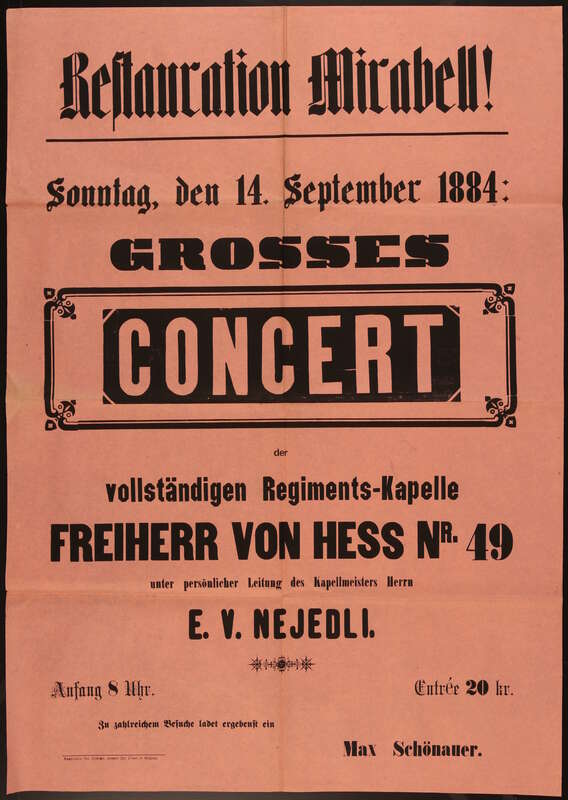 Restauration Mirabell!
Sonntag, den 14. September 1884:
GROSSES
CONCERT
der
vollständigen Regiments-Kapelle
FREIHERR VON HESS NR. 49
unter persönlicher Leitung des Kapellmeisters Herrn
E. V. NEJEDLI.
Anfang 8 Uhr.
Entrée 20 kr.
Zu zahlreichem Besuche ladet ergebenst ein
Max Schönauer.